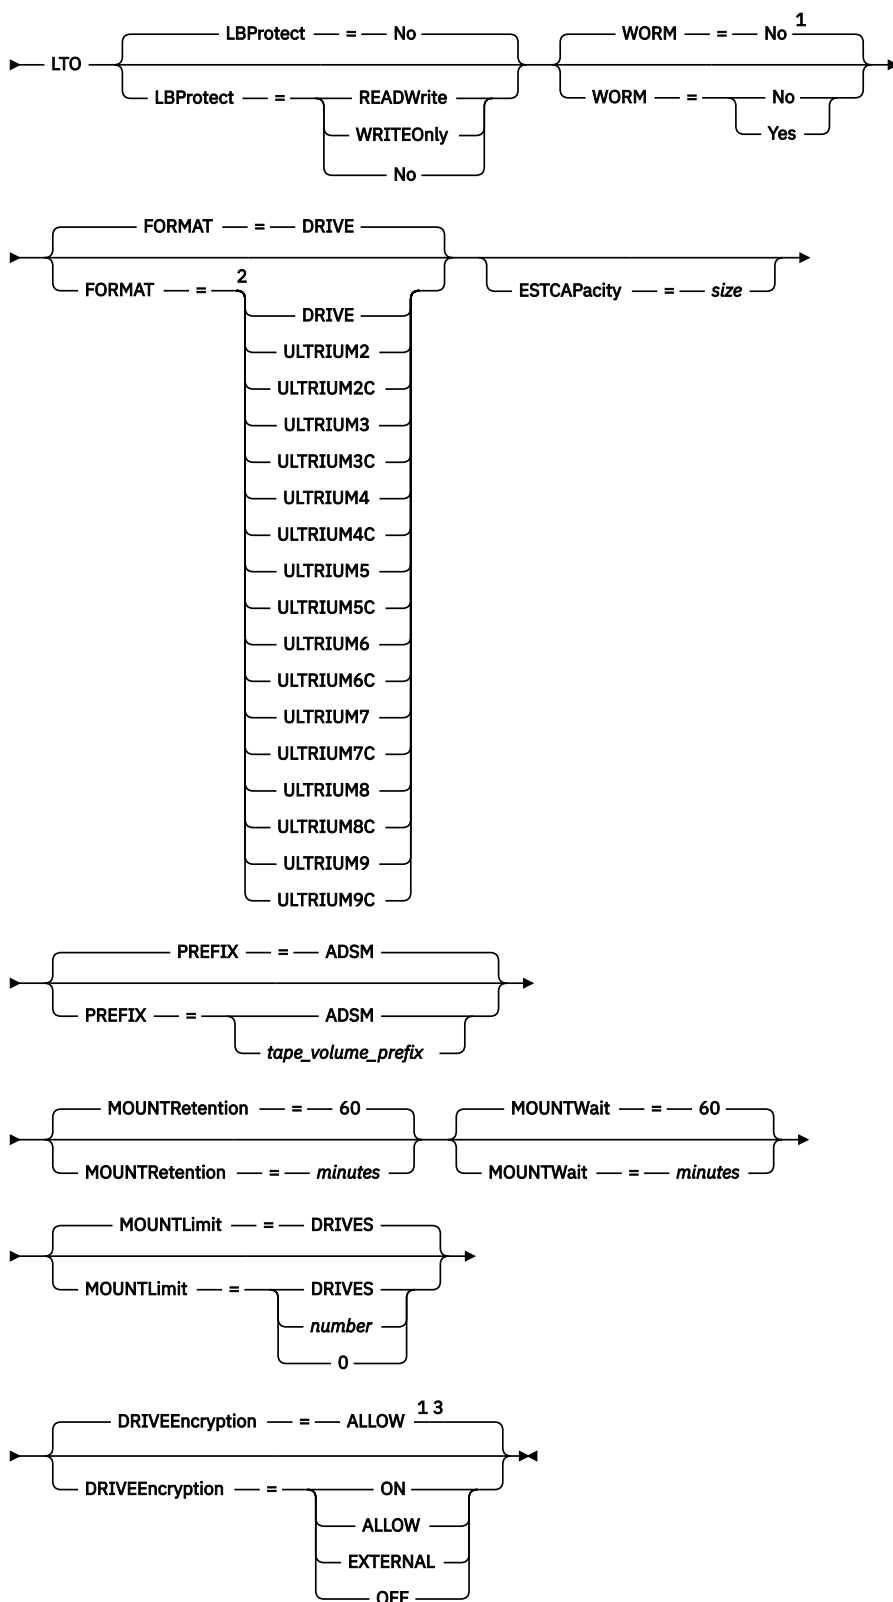 LBProtect = No WORM = No 1
LTO
LBProtect = READWrite WORM = No
WRITEOnly Yes
No
FORMAT = DRIVE
FORMAT = 2 ESTCAPacity = size
DRIVE
ULTRIUM2
ULTRIUM2C
ULTRIUM3
ULTRIUM3C
ULTRIUM4
ULTRIUM4C
ULTRIUM5
ULTRIUM5C
ULTRIUM6
ULTRIUM6C
ULTRIUM7
ULTRIUM7C
ULTRIUM8
ULTRIUM8C
ULTRIUM9
ULTRIUM9C
PREFIX = ADSM
PREFIX = ADSM
tape_volume_prefix
MOUNTRetention = 60 MOUNTWait = 60
MOUNTRetention = minutes MOUNTWait = minutes
MOUNTLimit = DRIVES
MOUNTLimit = DRIVES
number
0
DRIVEEncryption = ALLOW 1 3
DRIVEEncryption = ON
ALLOW
EXTERNAL
OFF